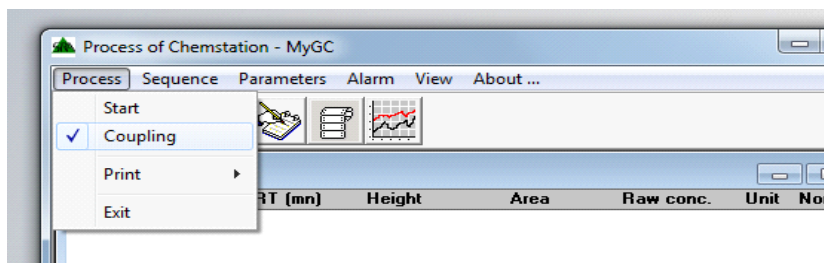 Process of Chemstation - MyGC
Process Sequence Parameters Alarm View About ...
Start
Coupling
Print
Exit
RT (mn) Height Area Raw conc. Unit